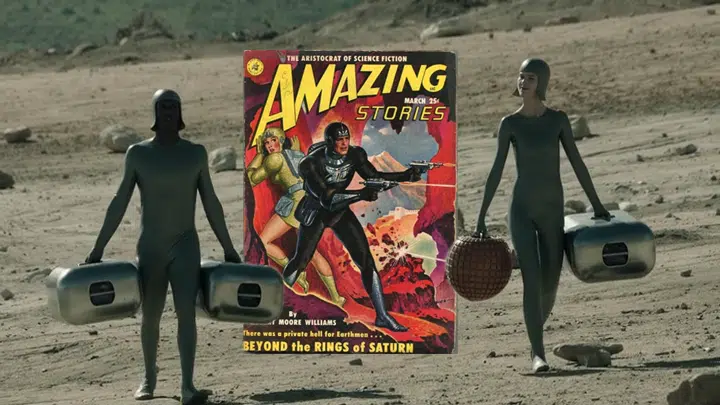 THE ARISTOCRAT OF SCIENCE FICTION
AMAZING
MARCH 25¢
STORIES
By
MOORE WILLIAMS
There was a private hell for Earthmen . . .
BEYOND the RINGS of SATURN